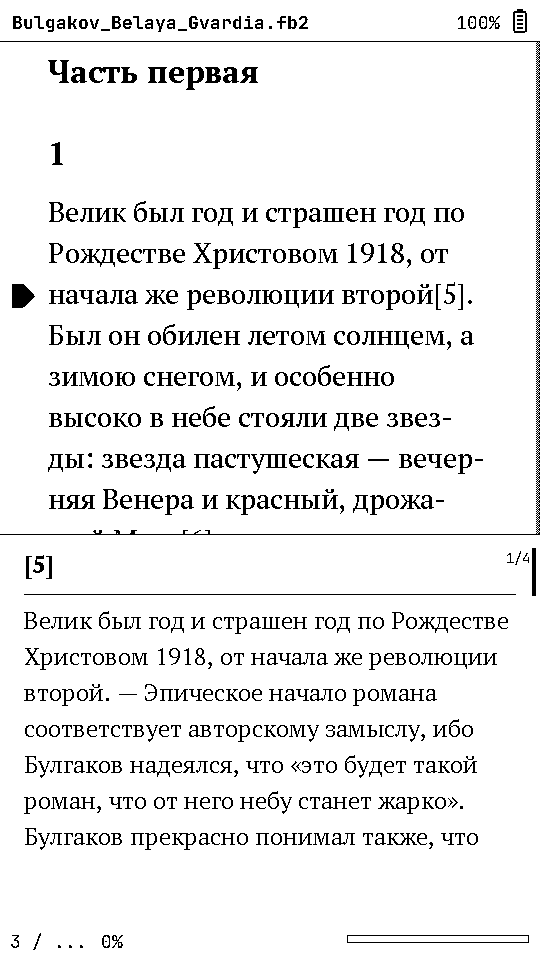 Bulgakov_Belaya_Gvardia.fb2 100%
Часть первая
1
Велик был год и страшен год по
Рождестве Христовом 1918, от
начала же революции второй[5].
Был он обилен летом солнцем, а
зимою снегом, и особенно
высоко в небе стояли две звез-
ды: звезда пастушеская — вечер-
няя Венера и красный, дрожа-
[5] 1/4
Велик был год и страшен год по Рождестве
Христовом 1918, от начала же революции
второй. — Эпическое начало романа
соответствует авторскому замыслу, ибо
Булгаков надеялся, что «это будет такой
роман, что от него небу станет жарко».
Булгаков прекрасно понимал также, что
3 / ... 0%